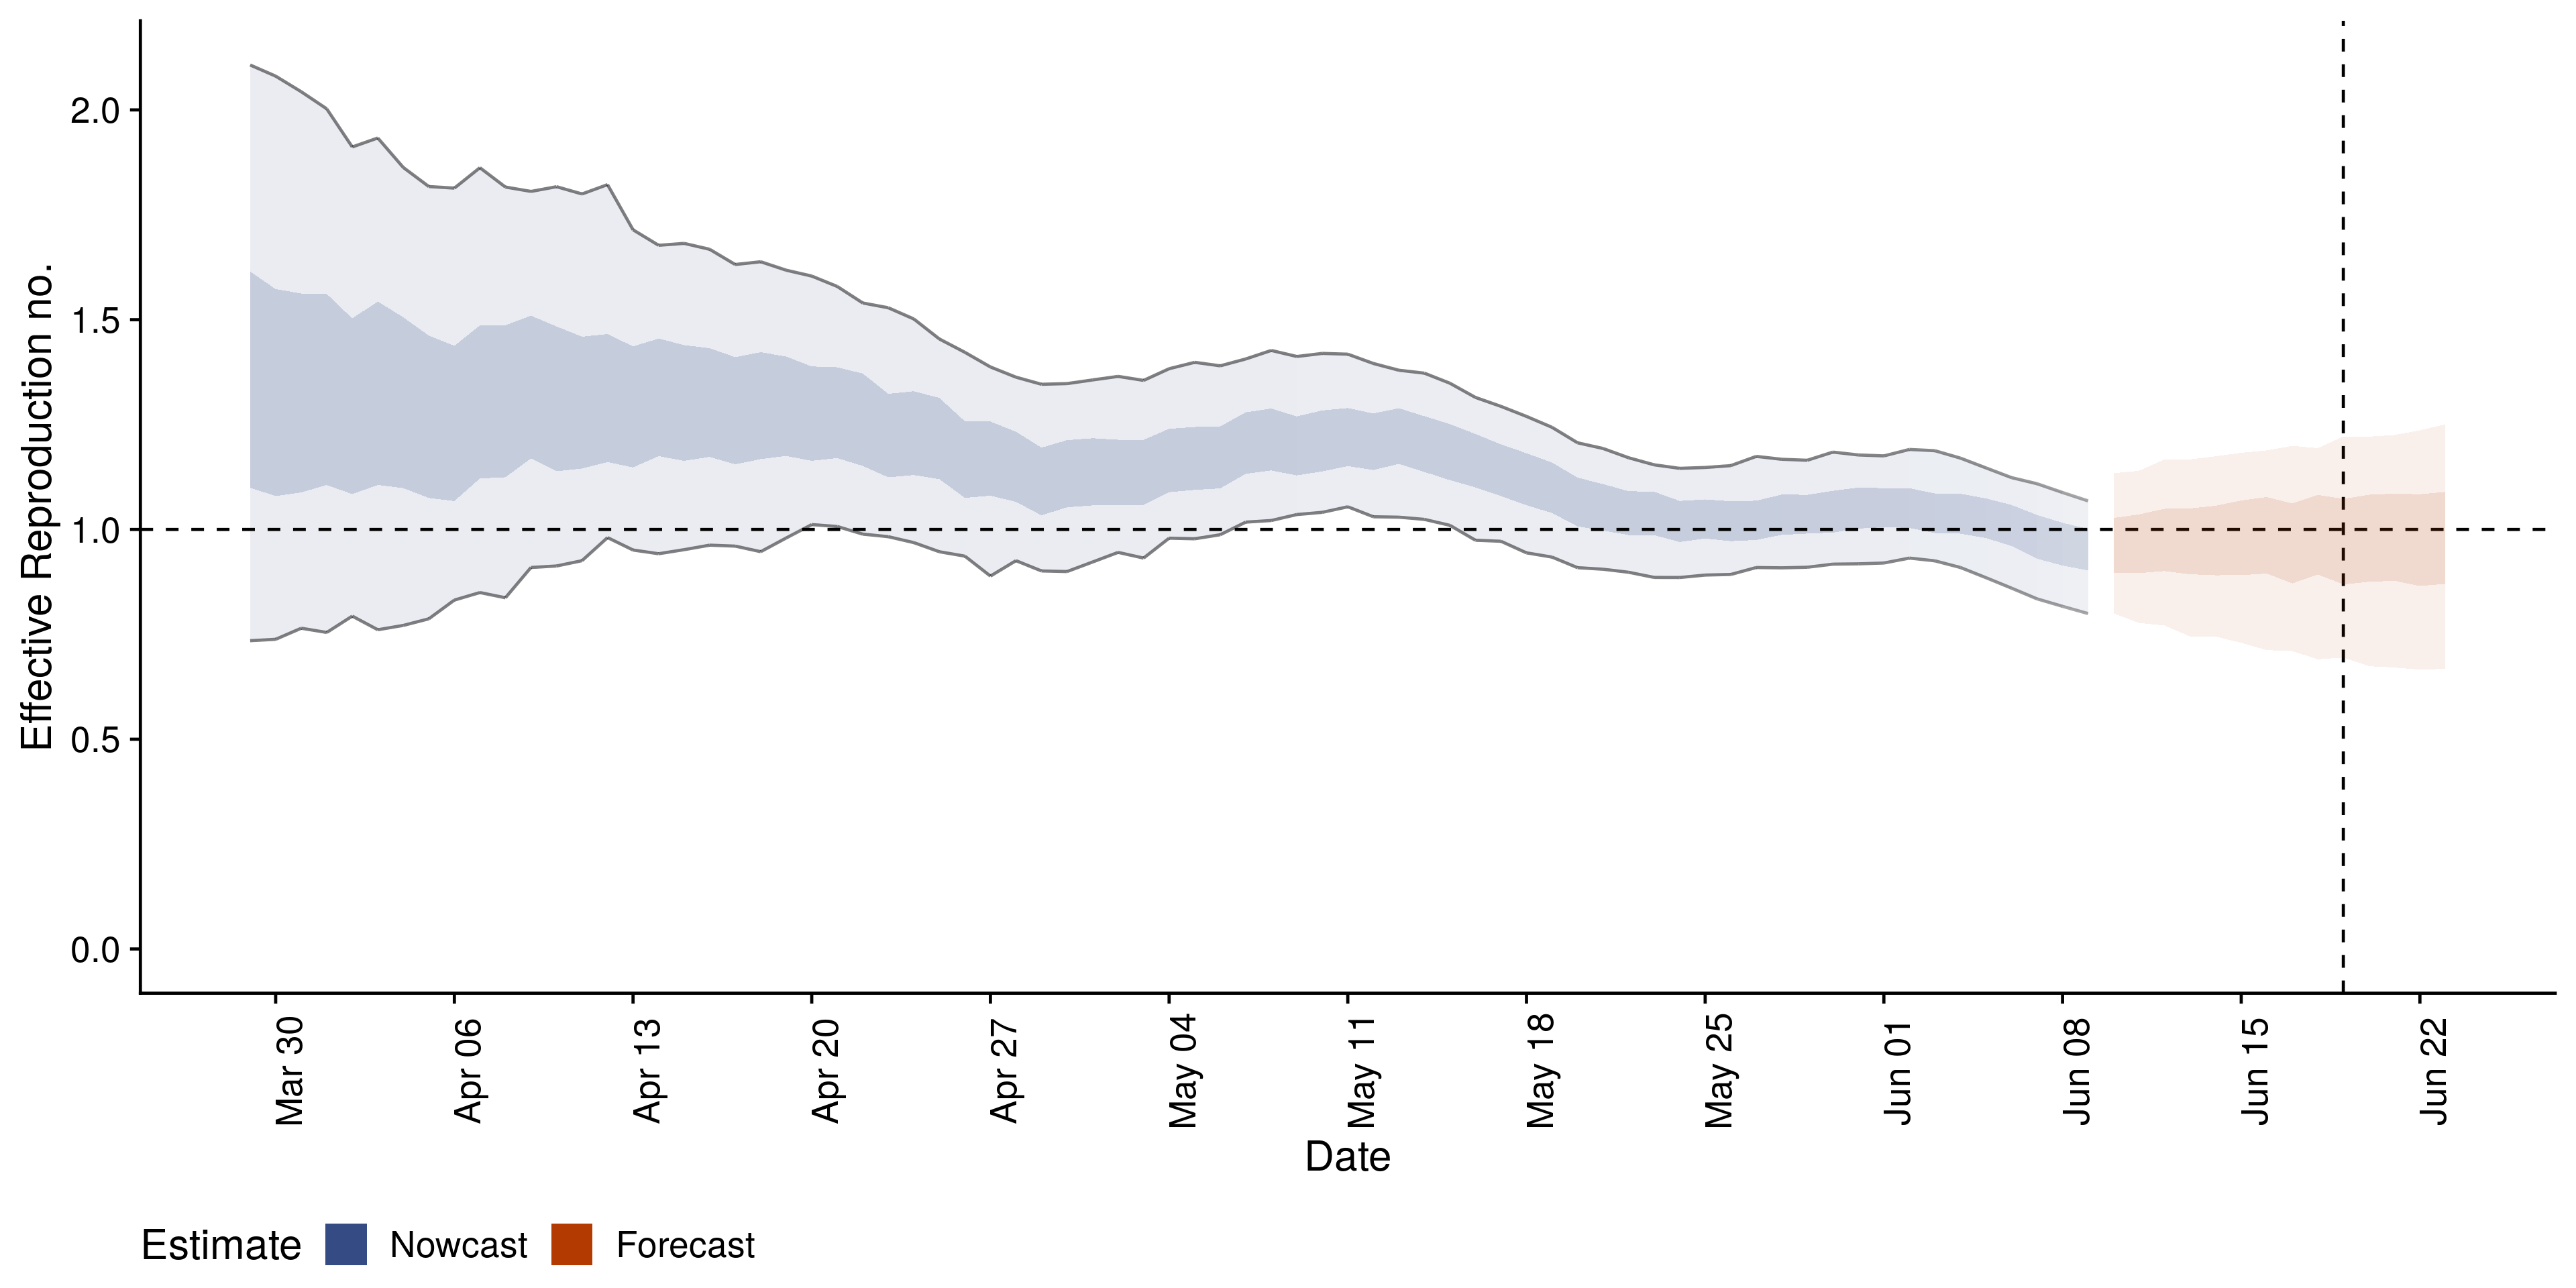 Effective Reproduction no.
2.0
1.5
1.0
0.5
0.0
Mar 30
Apr 06
Apr 13
Apr 20
Apr 27
May 04
May 11
May 18
May 25
Jun 01
Jun 08
Jun 15
Jun 22
Date
Estimate Nowcast Forecast